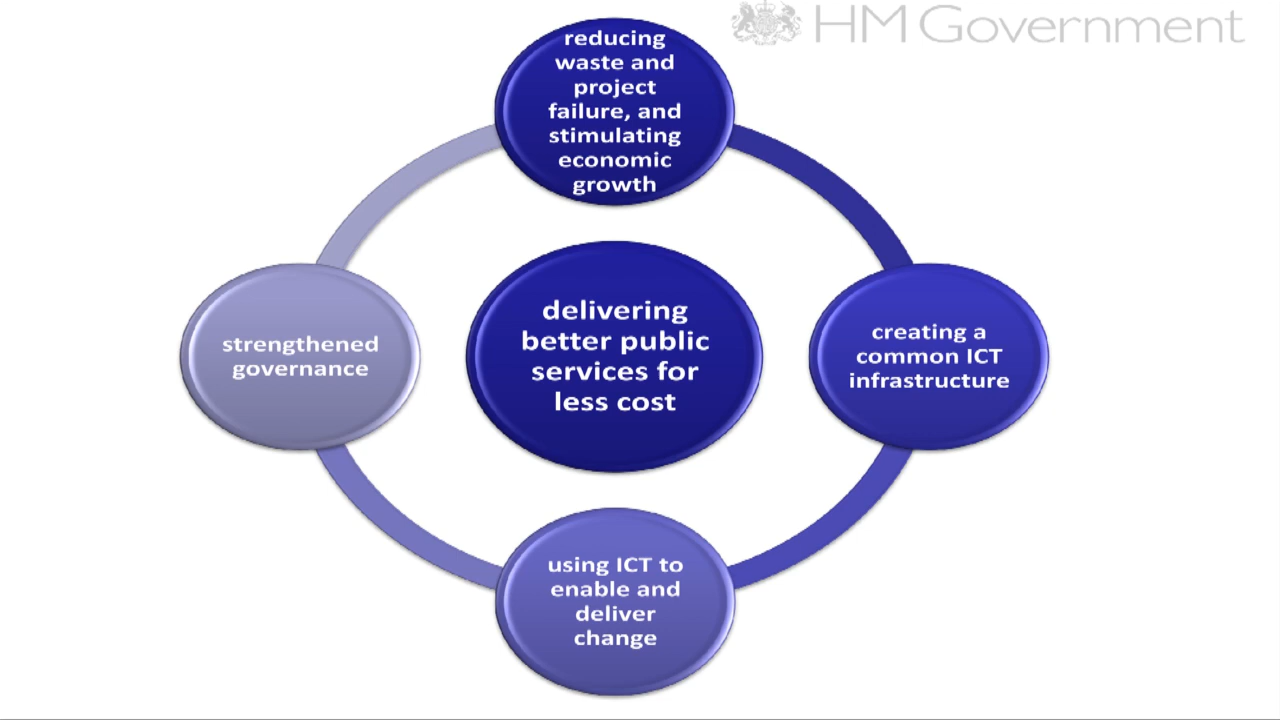 HM Government
reducing
waste and
project
failure, and
stimulating
economic
growth
delivering
better public
services for
less cost
strengthened
governance
creating a
common ICT
infrastructure
using ICT to
enable and
deliver
change